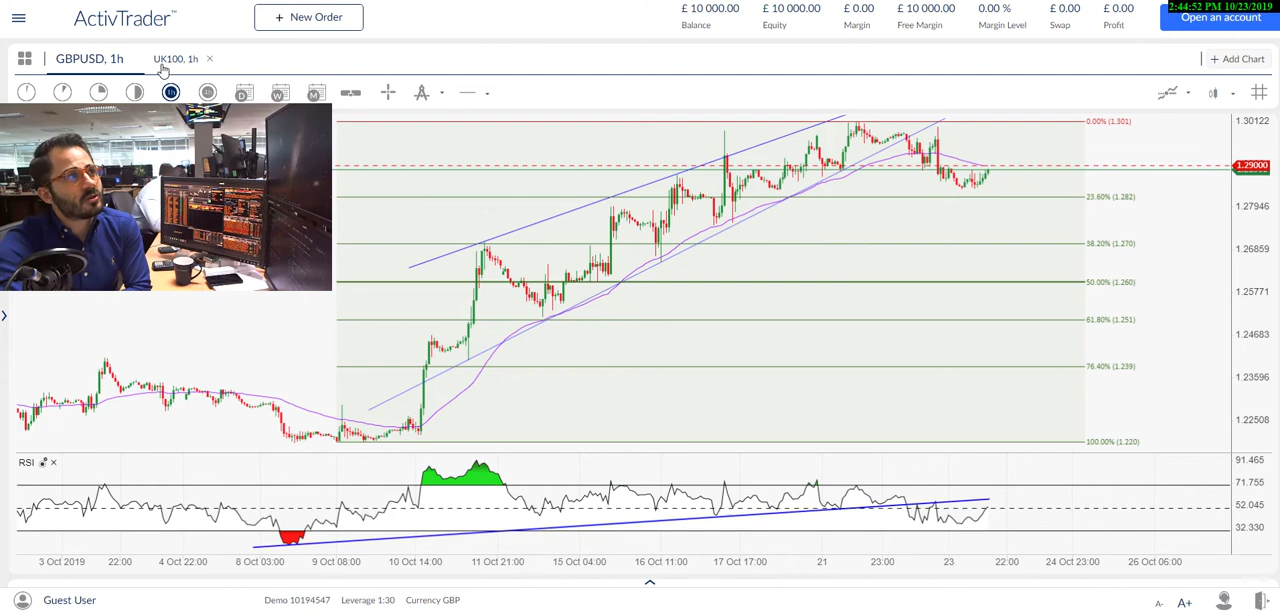 ActivTrader™
+ New Order
£ 10 000.00 £ 10 000.00 £ 0.00 £ 10 000.00 0.00 % £ 0.00 £ 0.00
Balance Equity Margin Free Margin Margin Level Swap Profit
2:44:52 PM 10/23/2019
Open an account
GBPUSD, 1h
UK100, 1h ×
+ Add Chart
1h D W M
0.00% (1.301)
23.60% (1.282)
38.20% (1.270)
50.00% (1.260)
61.80% (1.251)
76.40% (1.239)
100.00% (1.220)
1.30122
1.29000
1.27946
1.26859
1.25771
1.24683
1.23596
1.22508
RSI
91.465
71.755
52.045
32.330
3 Oct 2019 22:00 4 Oct 22:00 8 Oct 03:00 9 Oct 08:00 10 Oct 14:00 11 Oct 21:00 15 Oct 04:00 16 Oct 11:00 17 Oct 17:00 21 23:00 23 22:00 24 Oct 23:00 26 Oct 06:00
Guest User
Demo 10194547 Leverage 1:30 Currency GBP
A- A+